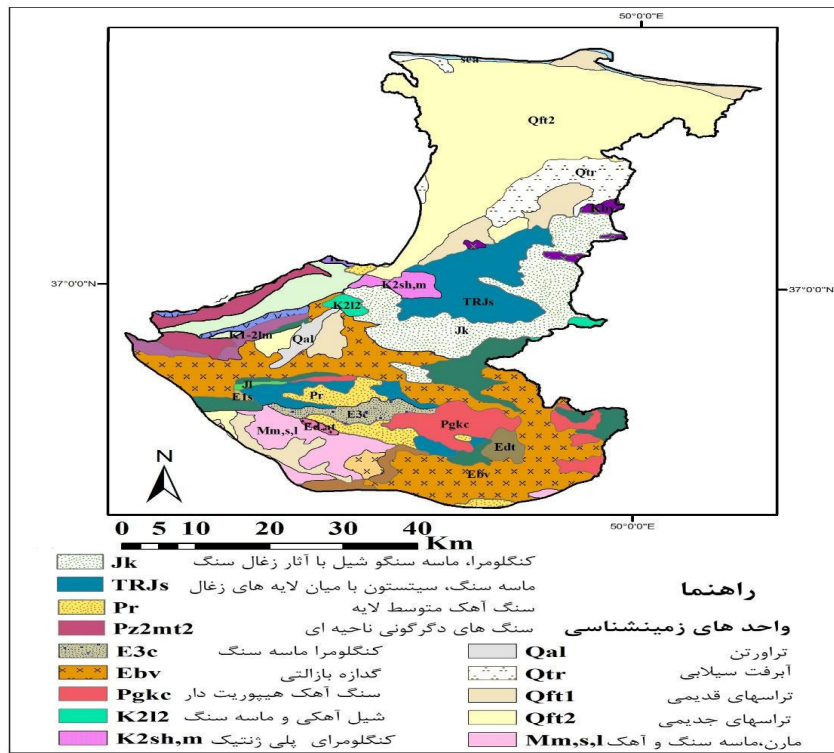 50°0'0"E
sea
Qft2
Qtr
Kbv
37°0'0"N
37°0'0"N
K2sh,m
TRJs
K2l2
K1-2lm
Qal
Jk
Jl
E1s
Pr
E3c
Mm,s,l
Ed,at
Pgkc
Edt
Ebv
N
50°0'0"E
0 5 10 20 30 40
Km
راهنما
واحد های زمینشناسی
Jk کنگلومرا، ماسه سنگو شیل با آثار زغال سنگ
TRJs ماسه سنگ، سیتستون با میان لایه های زغال
Pr سنگ آهک متوسط لایه
Pz2mt2 سنگ های دگرگونی ناحیه ای
E3c کنگلومرا ماسه سنگ
Ebv گدازه بازالتی
Pgkc سنگ آهک هیپوریت دار
K2l2 شیل آهکی و ماسه سنگ
K2sh,m کنگلومرای پلی ژنتیک
Qal تراورتن
Qtr آبرفت سیلابی
Qft1 تراسهای قدیمی
Qft2 تراسهای جدیمی
Mm,s,l مارن،ماسه سنگ و آهک